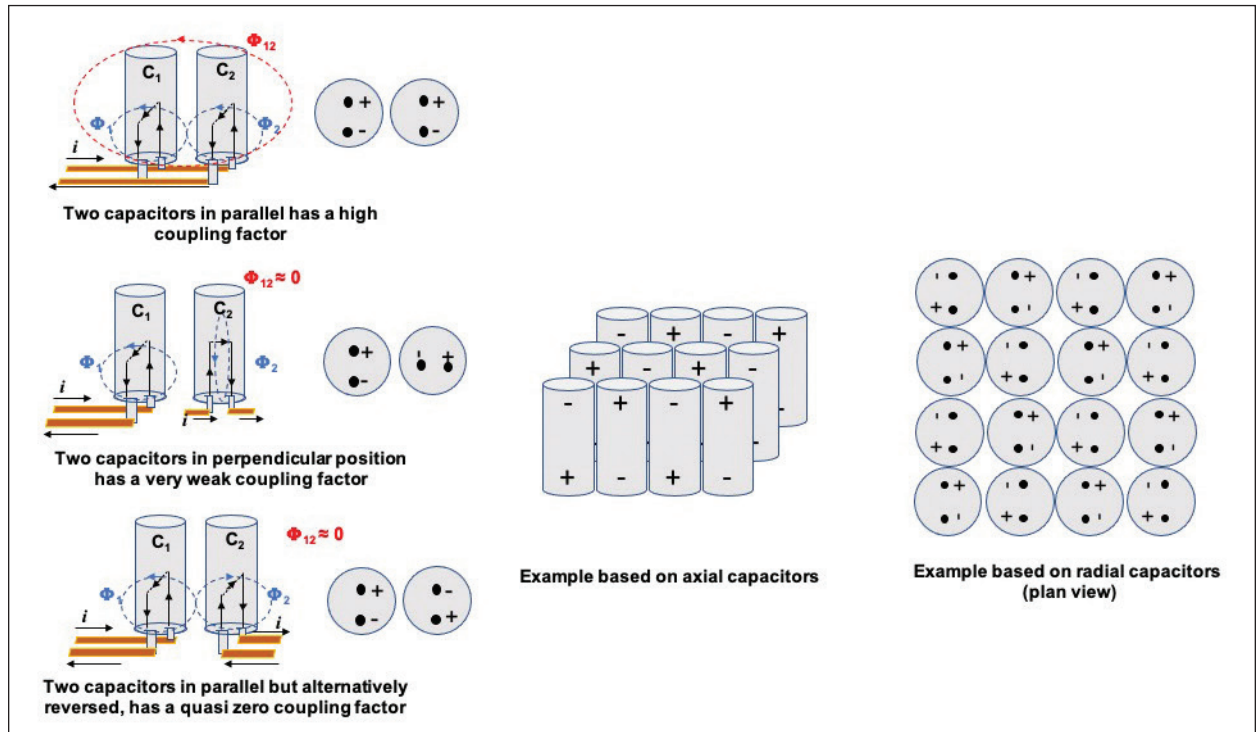 Φ12
C1 C2
Φ1 Φ2
i
+ +
- -
Two capacitors in parallel has a high
coupling factor
Φ12 ≈ 0
C1 C2
Φ1 Φ2
i i
+ - +
-
Two capacitors in perpendicular position
has a very weak coupling factor
Φ12 ≈ 0
C1 C2
Φ1 Φ2
i i
+ -
- +
Two capacitors in parallel but alternatively
reversed, has a quasi zero coupling factor
- + - +
+ - + -
- + - +
-
-
+ - + -
Example based on axial capacitors
- + - +
+ - + -
+ - + -
- + - +
- + - +
+ - + -
+ - + -
- + - +
Example based on radial capacitors
(plan view)